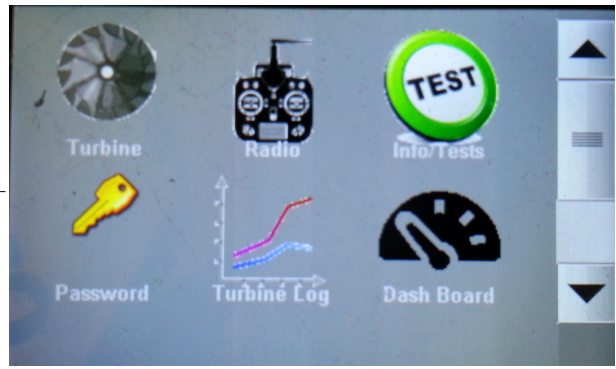 TEST
Turbine
Radio
Info/Tests
Password
Turbine Log
Dash Board